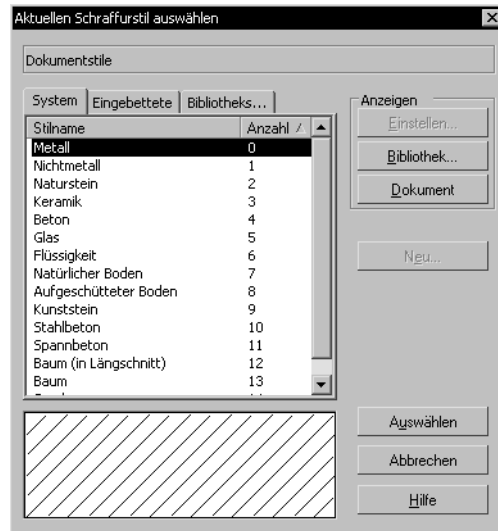 Aktuellen Schraffurstil auswählen
Dokumentstile
System Eingebettete Bibliotheks...
Stilname Anzahl
Metall 0
Nichtmetall 1
Naturstein 2
Keramik 3
Beton 4
Glas 5
Flüssigkeit 6
Natürlicher Boden 7
Aufgeschütteter Boden 8
Kunststein 9
Stahlbeton 10
Spannbeton 11
Baum (in Längschnitt) 12
Baum 13
Anzeigen
Einstellen...
Bibliothek...
Dokument
Neu...
Auswählen
Abbrechen
Hilfe